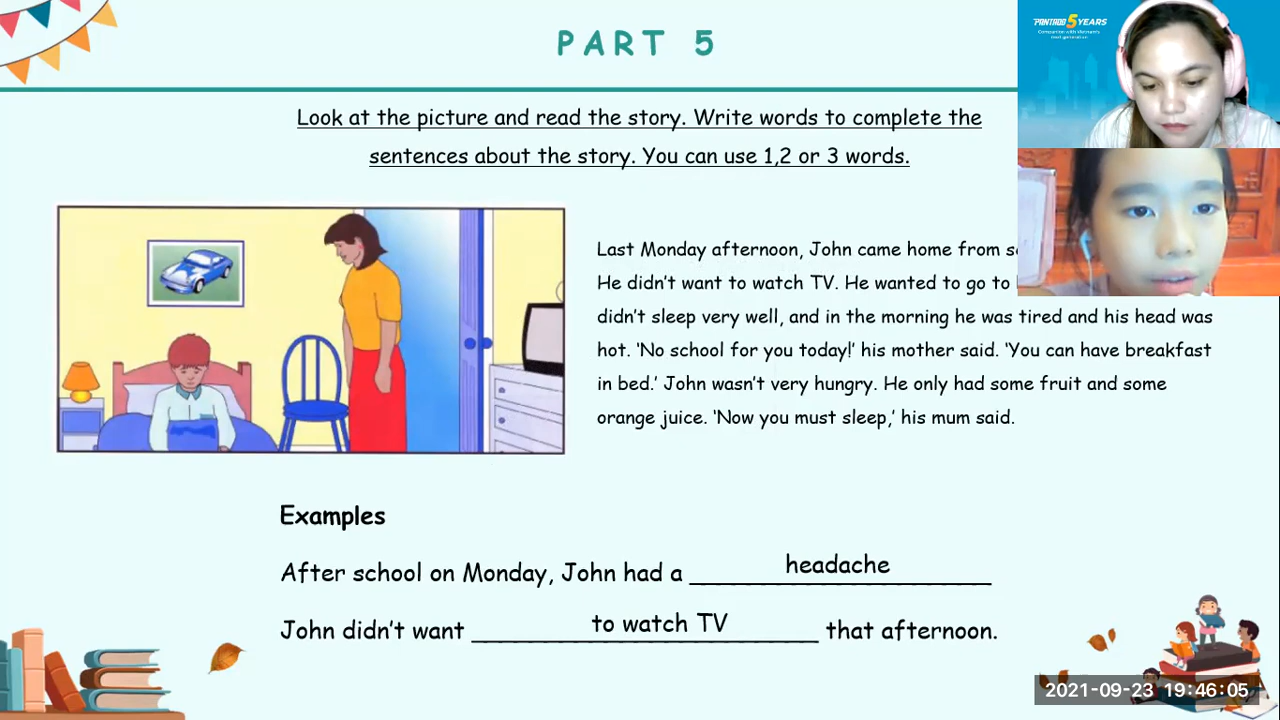 PART 5
PANTADO 5 YEARS
Look at the picture and read the story. Write words to complete the
sentences about the story. You can use 1,2 or 3 words.
Last Monday afternoon, John came home from
He didn't want to watch TV. He wanted to go to
didn't sleep very well, and in the morning he was tired and his head was
hot. 'No school for you today!' his mother said. 'You can have breakfast
in bed.' John wasn't very hungry. He only had some fruit and some
orange juice. 'Now you must sleep,' his mum said.
Examples
After school on Monday, John had a headache
John didn't want to watch TV that afternoon.
2021-09-23 19:46:05